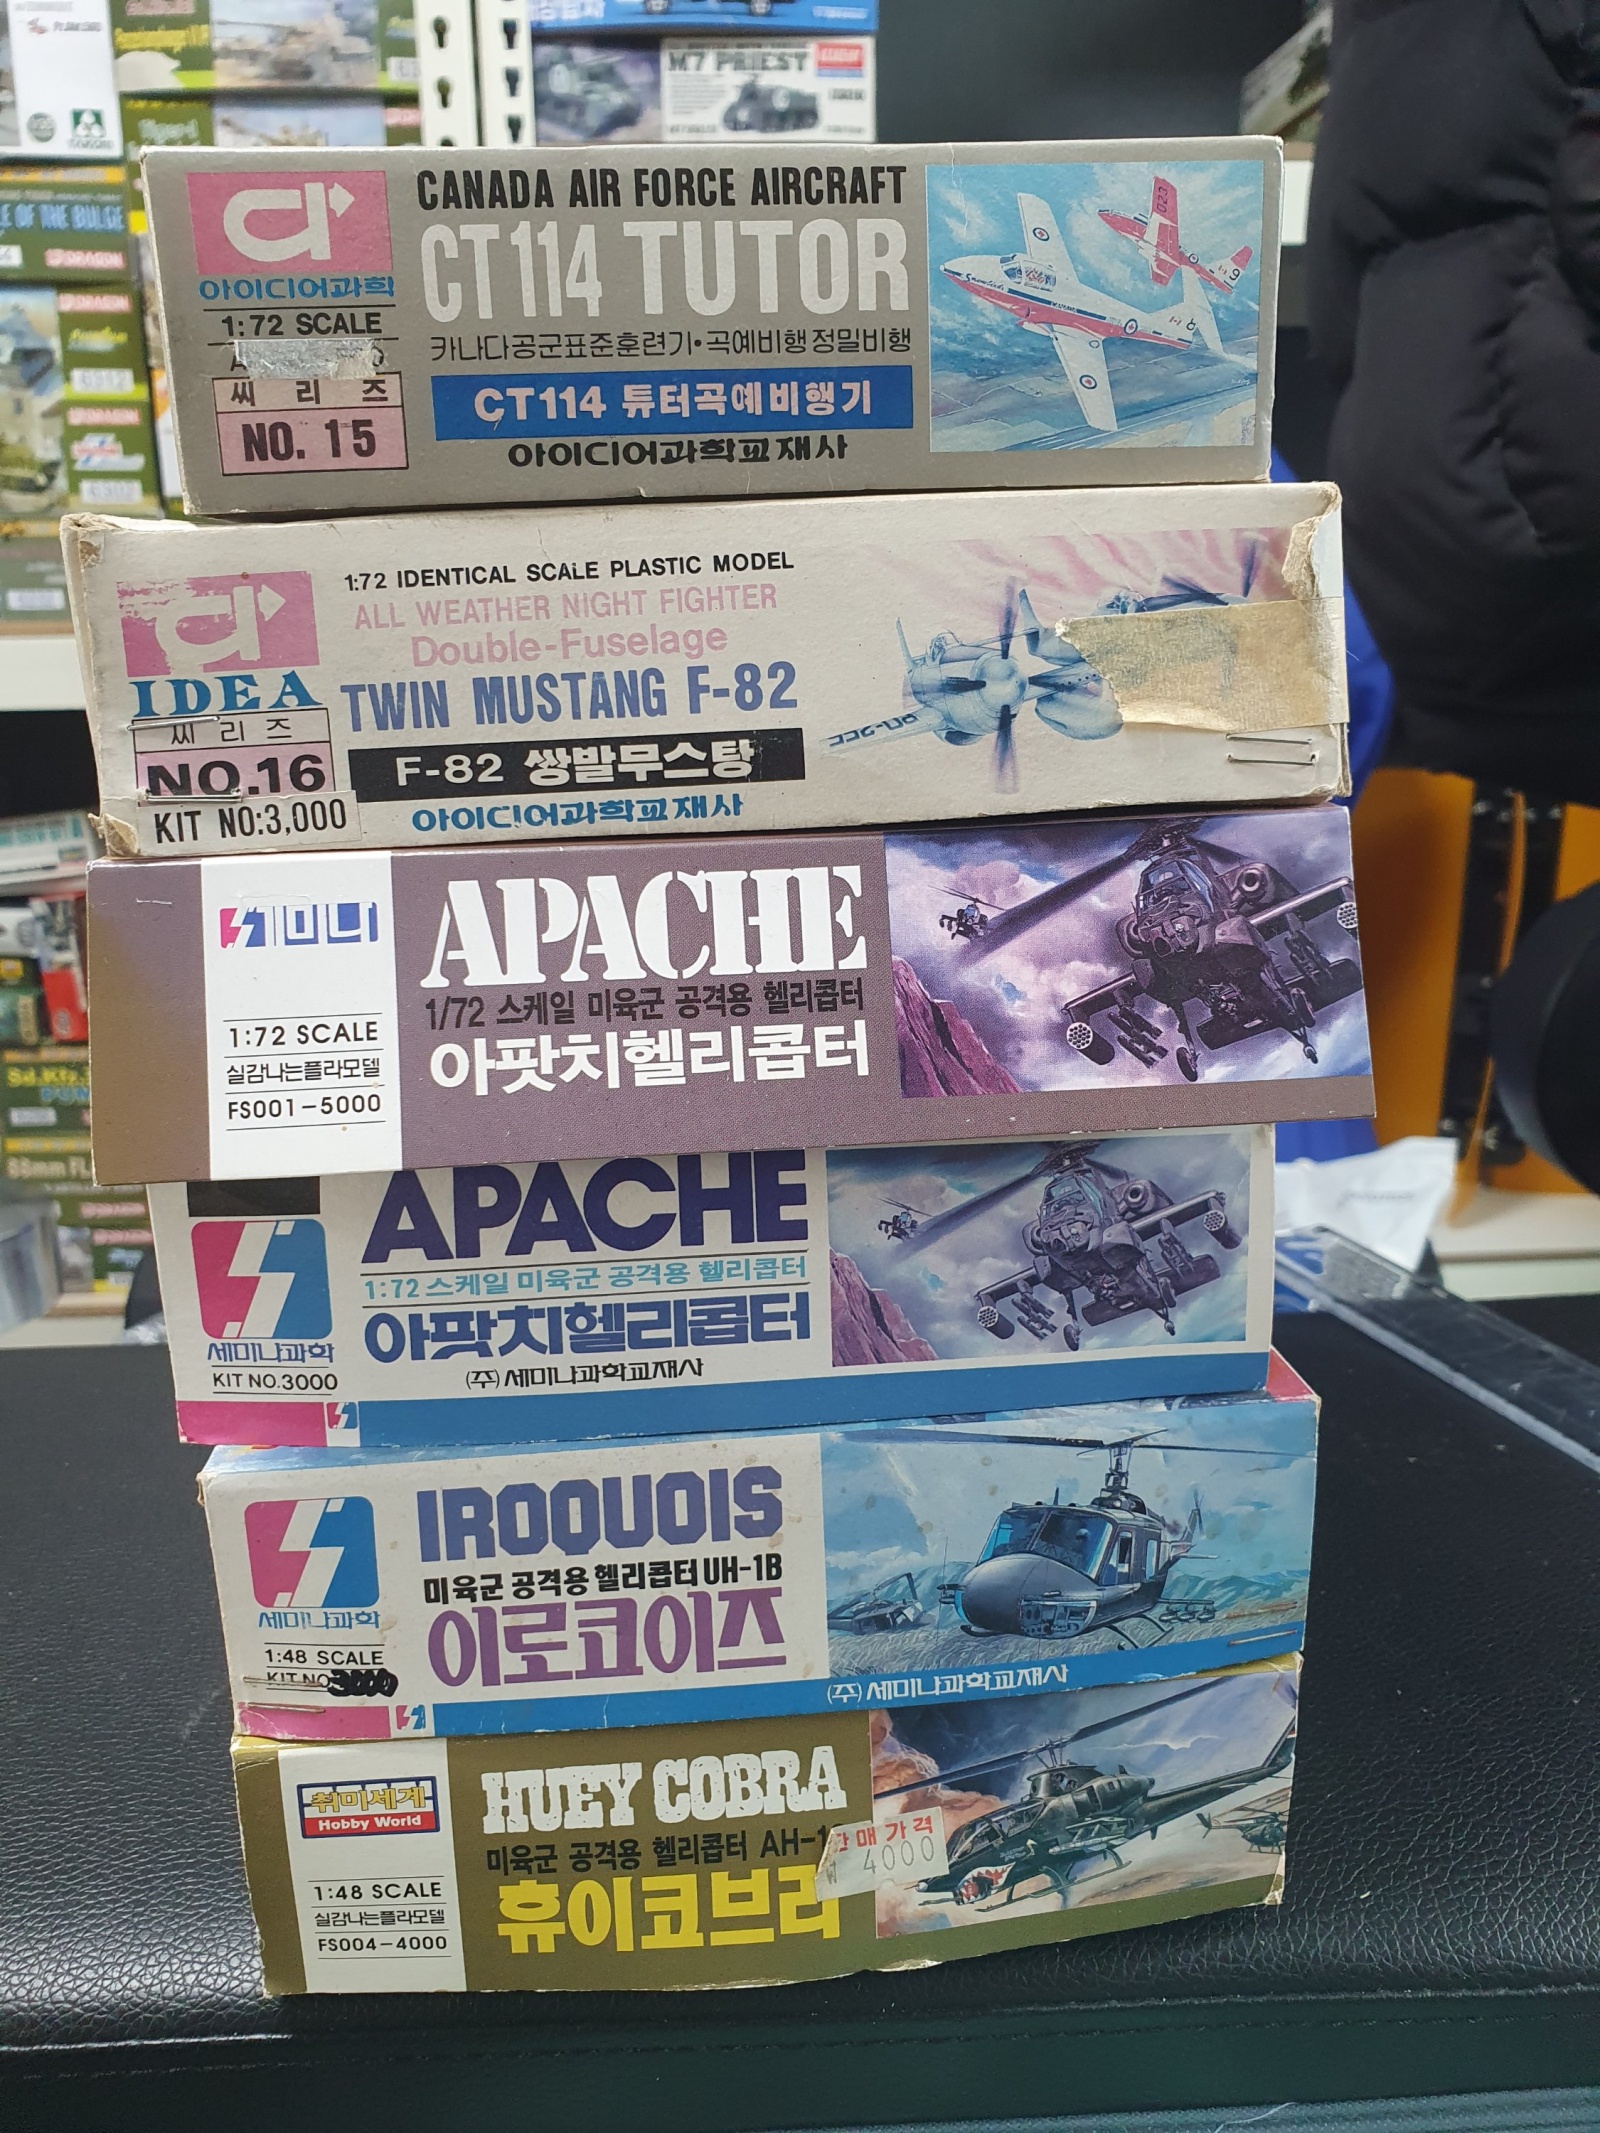 M7 PRIEST
CANADA AIR FORCE AIRCRAFT
CT114 TUTOR
카나다공군표준훈련기·곡예비행정밀비행
CT114 튜터곡예비행기
아이디어과학교재사
아이디어과학
1:72 SCALE
씨 리 즈
NO. 15
023
9
1:72 IDENTICAL SCALE PLASTIC MODEL
ALL WEATHER NIGHT FIGHTER
Double-Fuselage
TWIN MUSTANG F-82
F-82 쌍발무스탕
아이디어과학교재사
IDEA
씨 리 즈
NO.16
KIT NO:3,000
세미나
1:72 SCALE
실감나는플라모델
FS001-5000
APACHE
1/72 스케일 미육군 공격용 헬리콥터
아팟치헬리콥터
APACHE
1:72 스케일 미육군 공격용 헬리콥터
아팟치헬리콥터
(주)세미나과학교재사
세미나과학
KIT NO.3000
IROQUOIS
미육군 공격용 헬리콥터 UH-1B
이로코이즈
(주)세미나과학교재사
세미나과학
1:48 SCALE
KIT NO
취미세계
Hobby World
1:48 SCALE
실감나는플라모델
FS004-4000
HUEY COBRA
미육군 공격용 헬리콥터 AH-1
휴이코브라
판매가격
4000